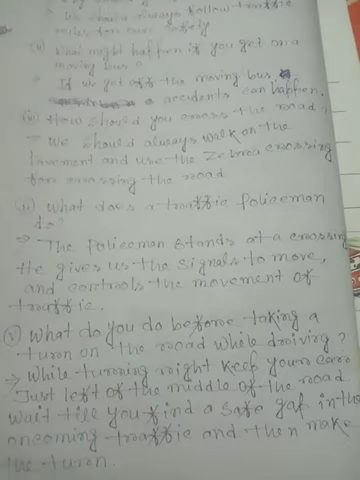 → We should always follow traffic
rules for our safety
What might happen if you get on a
moving bus?
→ If we get off the moving bus
accidents can happen.
How should you cross the road?
→ We should always walk on the
Pavement and use the Zebra crossing
for crossing the road
What does a traffic Policeman
do?
→ The Policeman stands at a crossing
He gives us the signals to move,
and controls the movement of
traffic.
What do you do before taking a
turn on the road while driving?
→ While turning right keep your care
Just left of the middle of the road
wait till you find a safe gap in the
oncoming traffic and then make
the turn.